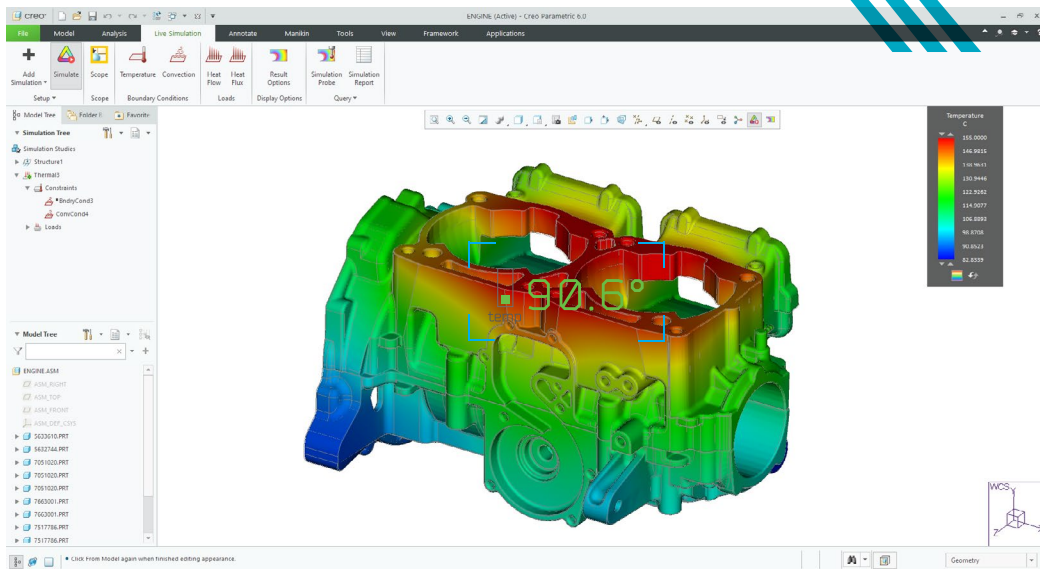 creo
ENGINE (Active) - Creo Parametric 6.0
File Model Analysis Live Simulation Annotate Manikin Tools View Framework Applications
Add Simulation
Simulate
Scope
Temperature
Convection
Heat Flow
Heat Flux
Result Options
Simulation Probe
Simulation Report
Setup
Scope
Boundary Conditions
Loads
Display Options
Query
Model Tree
Favorite
Simulation Tree
Simulation Studies
Structure1
Thermal3
Constraints
BndryCond3
ConvCond4
Loads
Model Tree
ENGINE.ASM
ASM_RIGHT
ASM_TOP
ASM_FRONT
ASM_DEF_CSYS
5633610.PRT
5632744.PRT
7051020.PRT
7051020.PRT
7051020.PRT
7663001.PRT
7663001.PRT
7517786.PRT
7517786.PRT
Temperature
C
155.0000
146.9816
130.9448
122.9262
114.9077
106.8893
98.8708
90.8523
82.8339
90.6°
WCS
Y
Z
Click From Model again when finished editing appearance.
Geometry